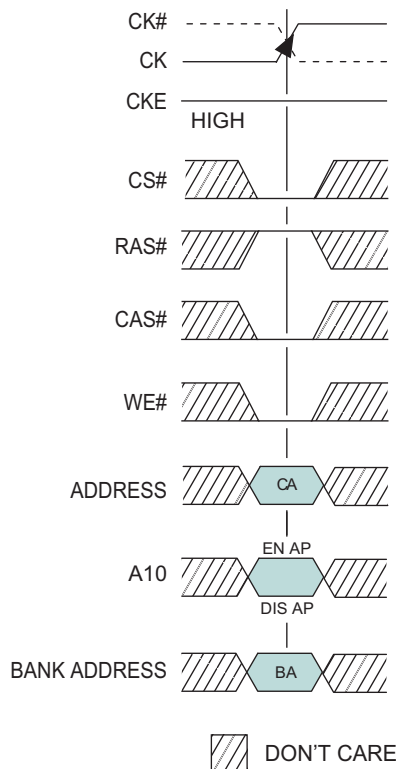 CK#
CK
CKE
HIGH
CS#
RAS#
CAS#
WE#
ADDRESS
CA
EN AP
A10
DIS AP
BANK ADDRESS
BA
DON'T CARE